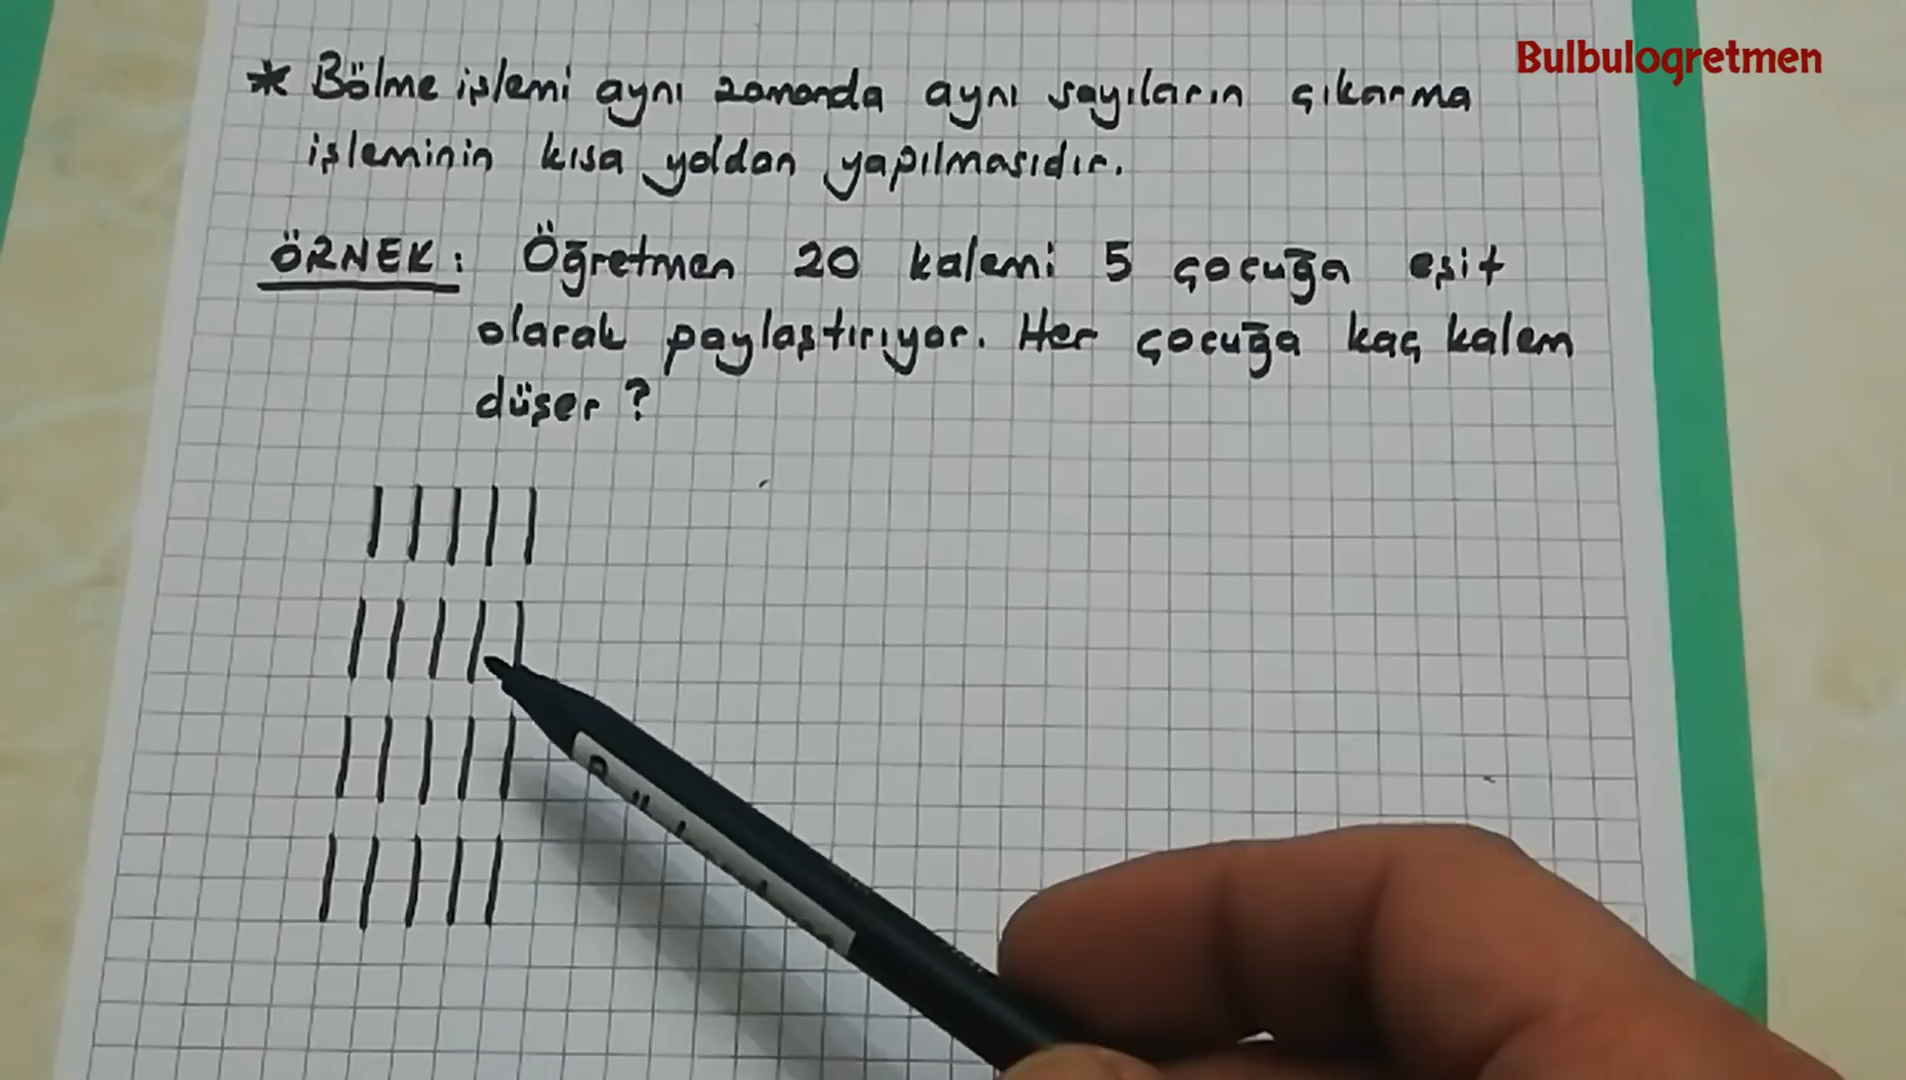 Bulbulogretmen
* Bölme işlemi aynı zamanda aynı sayıların çıkarma
işleminin kısa yoldan yapılmasıdır.
ÖRNEK: Öğretmen 20 kalemi 5 çocuğa eşit
olarak paylaştırıyor. Her çocuğa kaç kalem
düşer?